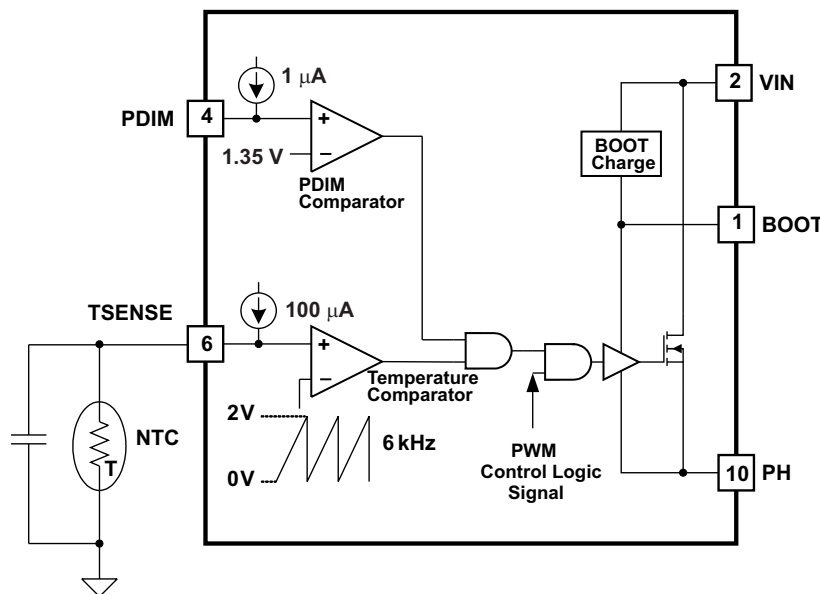 1 µA
PDIM
4
+
−
1.35 V
PDIM
Comparator
2
VIN
BOOT
Charge
1
BOOT
TSENSE
6
100 µA
+
−
Temperature
Comparator
2V
0V
6 kHz
NTC
T
PWM
Control Logic
Signal
10
PH